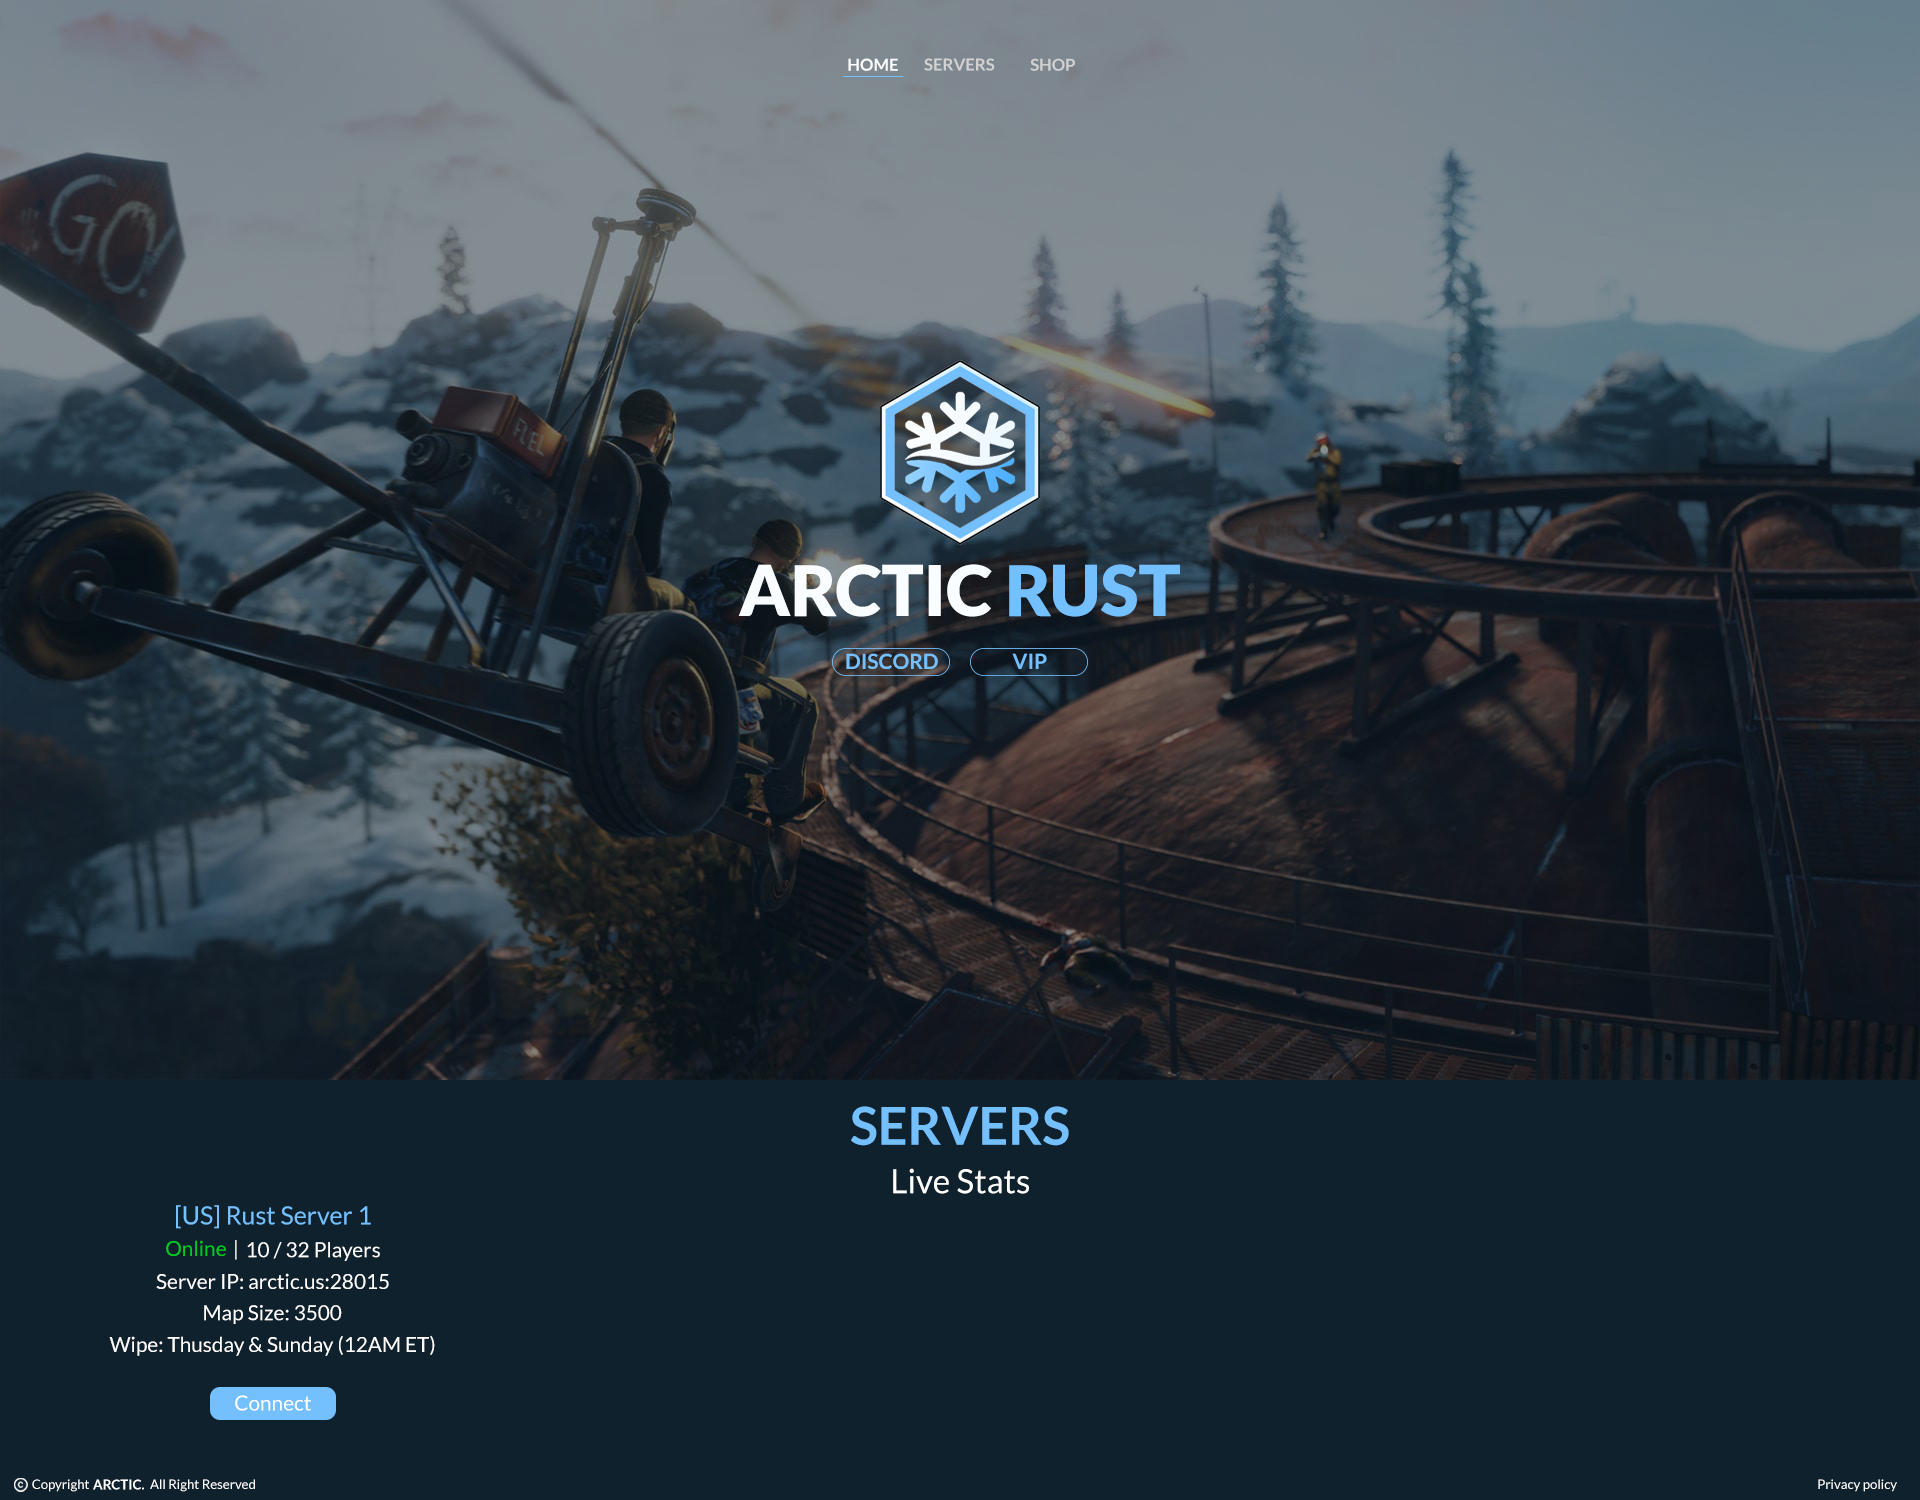 HOME SERVERS SHOP
GO!
FUEL
ARCTIC RUST
DISCORD VIP
SERVERS
Live Stats
[US] Rust Server 1
Online | 10 / 32 Players
Server IP: arctic.us:28015
Map Size: 3500
Wipe: Thusday & Sunday (12AM ET)
Connect
© Copyright ARCTIC. All Right Reserved
Privacy policy